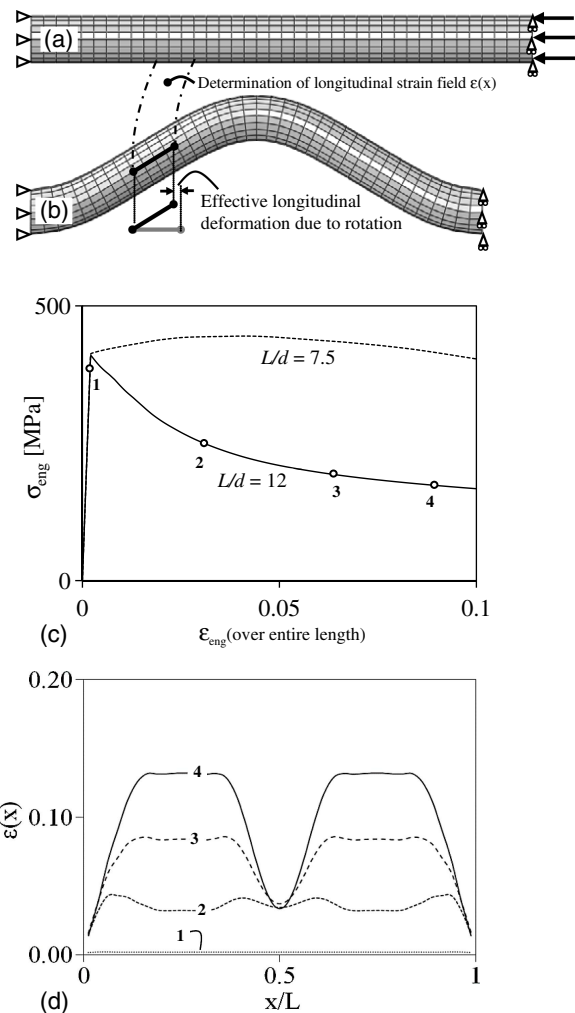 (a)
Determination of longitudinal strain field ε(x)
(b)
Effective longitudinal
deformation due to rotation
500
L/d = 7.5
1
σeng [MPa]
2
L/d = 12
3
4
0
0
0.05
0.1
(c)
εeng(over entire length)
0.20
4
0.10
ε(x)
3
2
1
0.00
0
0.5
1
(d)
x/L